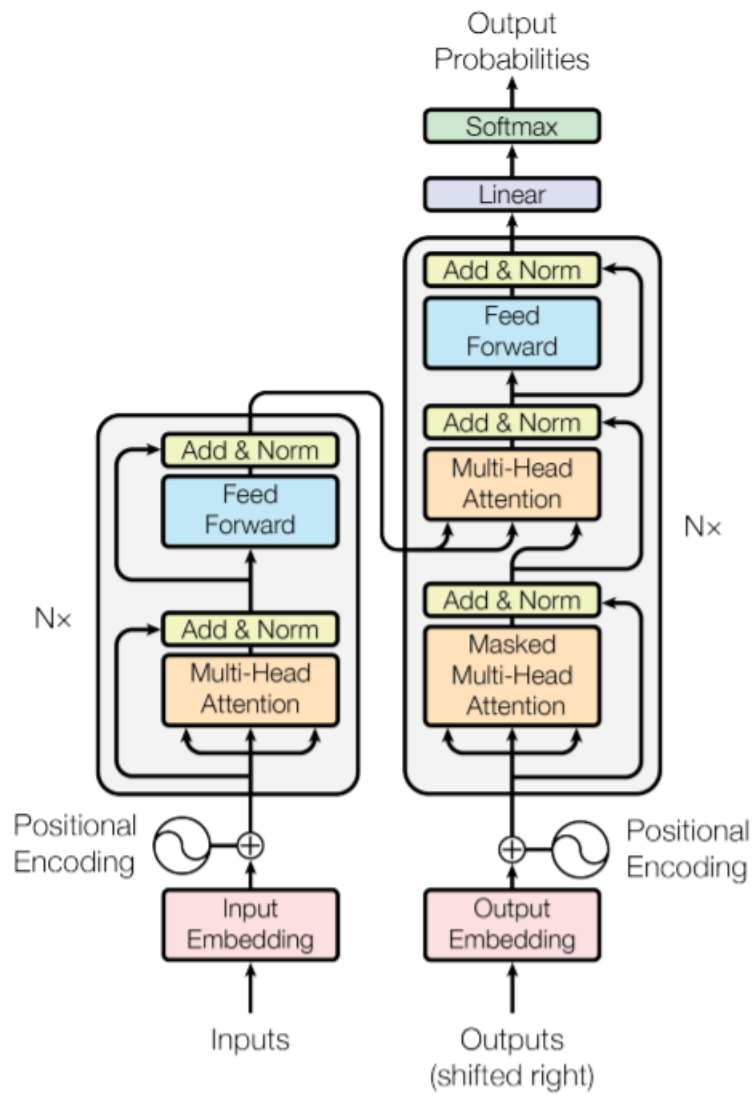 Output
Probabilities
Softmax
Linear
Add & Norm
Feed
Forward
Add & Norm
Multi-Head
Attention
Add & Norm
Masked
Multi-Head
Attention
Nx
Add & Norm
Feed
Forward
Add & Norm
Multi-Head
Attention
Nx
Positional
Encoding
Positional
Encoding
Input
Embedding
Output
Embedding
Inputs
Outputs
(shifted right)